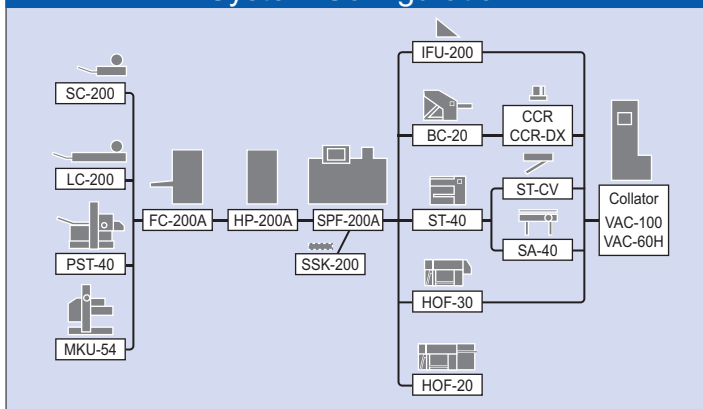 System Configuration
SC-200
LC-200
PST-40
MKU-54
FC-200A
HP-200A
SPF-200A
SSK-200
IFU-200
BC-20
CCR
CCR-DX
ST-40
ST-CV
SA-40
HOF-30
HOF-20
Collator
VAC-100
VAC-60H